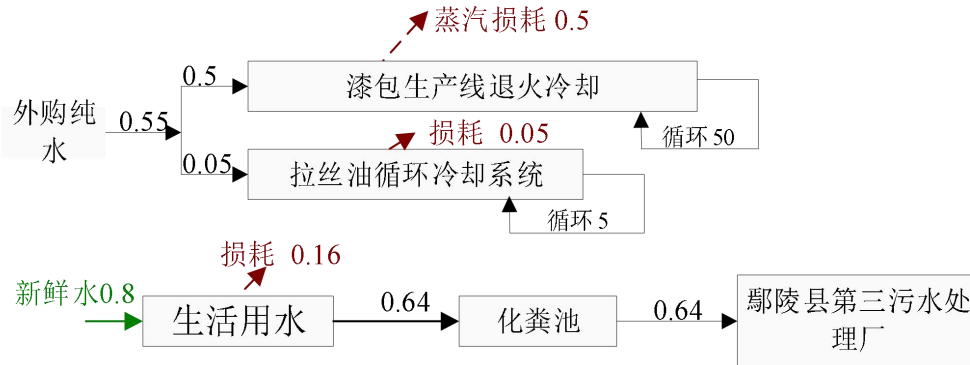 蒸汽损耗 0.5
0.5
漆包生产线退火冷却
外购纯
水
0.55
循环 50
损耗 0.05
0.05
拉丝油循环冷却系统
循环 5
损耗 0.16
新鲜水0.8
生活用水
0.64
化粪池
0.64
鄢陵县第三污水处
理厂